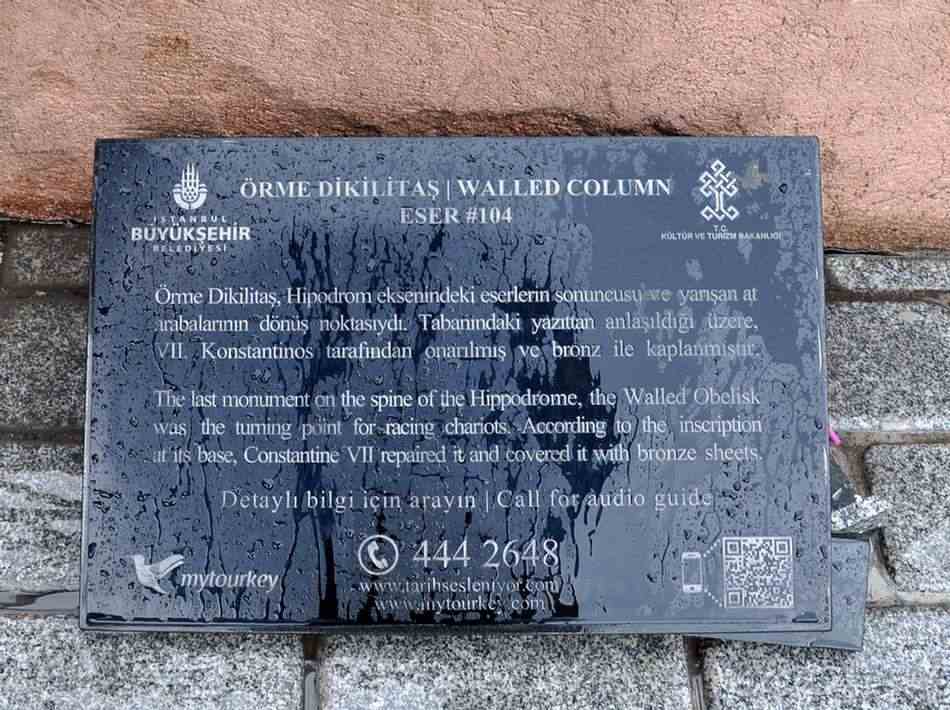 ÖRME DİKİLİTAŞ | WALLED COLUMN
ESER #104
İSTANBUL
BÜYÜKŞEHİR
BELEDİYESİ
T.C.
KÜLTÜR VE TURİZM BAKANLIĞI
Örme Dikilitaş, Hipodrom eksenindeki eserlerin sonuncusu ve yarışan at
arabalarının dönüş noktasıydı. Tabanındaki yazıttan anlaşıldığı üzere,
VII. Konstantinos tarafından onarılmış ve bronz ile kaplanmıştır.
The last monument on the spine of the Hippodrome, the Walled Obelisk
was the turning point for racing chariots. According to the inscription
at its base, Constantine VII repaired it and covered it with bronze sheets.
Detaylı bilgi için arayın | Call for audio guide
444 2648
www.tarihsesleniyor.com
www.mytourkey.com
mytourkey